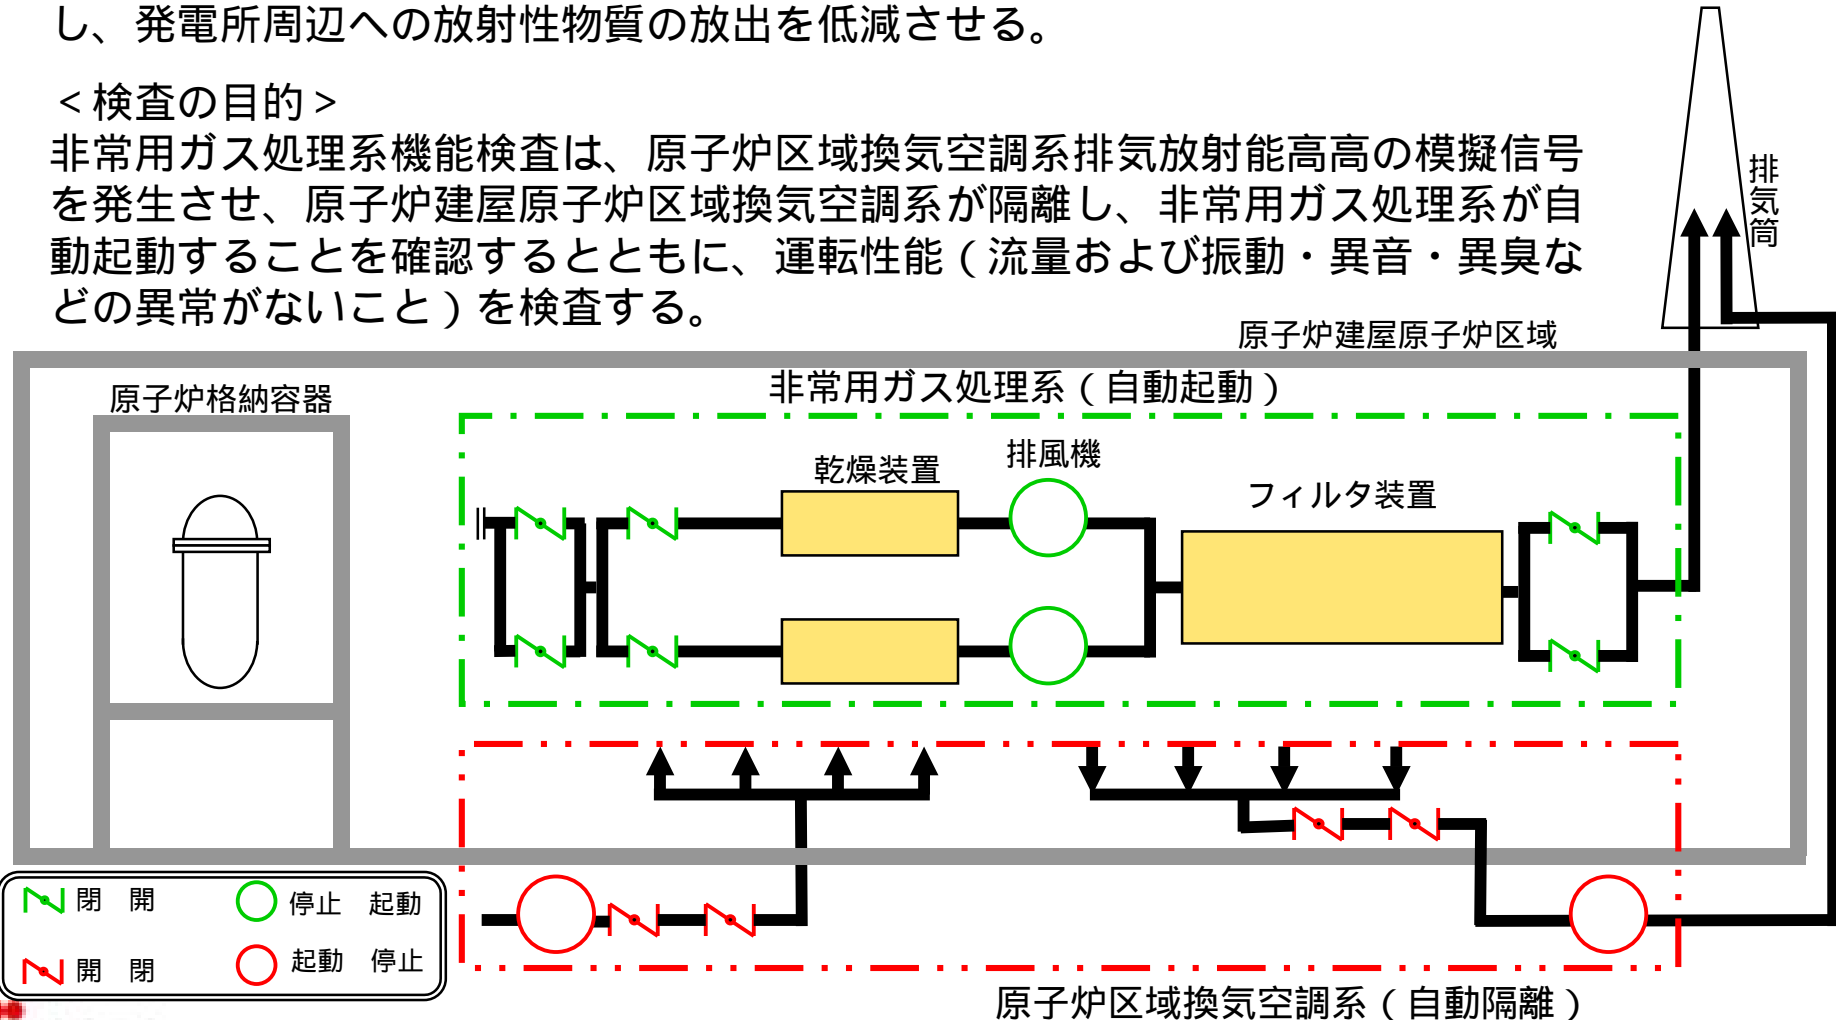 し、発電所周辺への放射性物質の放出を低減させる。
＜検査の目的＞
非常用ガス処理系機能検査は、原子炉区域換気空調系排気放射能高高の模擬信号
を発生させ、原子炉建屋原子炉区域換気空調系が隔離し、非常用ガス処理系が自
動起動することを確認するとともに、運転性能（流量および振動・異音・異臭な
どの異常がないこと）を検査する。
排気筒
原子炉建屋原子炉区域
非常用ガス処理系（自動起動）
原子炉格納容器
排風機
乾燥装置
フィルタ装置
閉　開
停止　起動
開　閉
起動　停止
原子炉区域換気空調系（自動隔離）